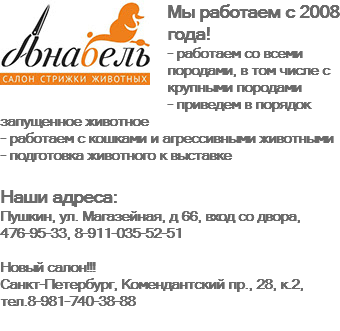 Анабель
САЛОН СТРИЖКИ ЖИВОТНЫХ
Мы работаем с 2008
года!
- работаем со всеми
породами, в том числе с
крупными породами
- приведем в порядок
запущенное животное
- работаем с кошками и агрессивными животными
- подготовка животного к выставке
Наши адреса:
Пушкин, ул. Магазейная, д 66, вход со двора,
476-95-33, 8-911-035-52-51
Новый салон!!!
Санкт-Петербург, Комендантский пр., 28, к.2,
тел.8-981-740-38-88